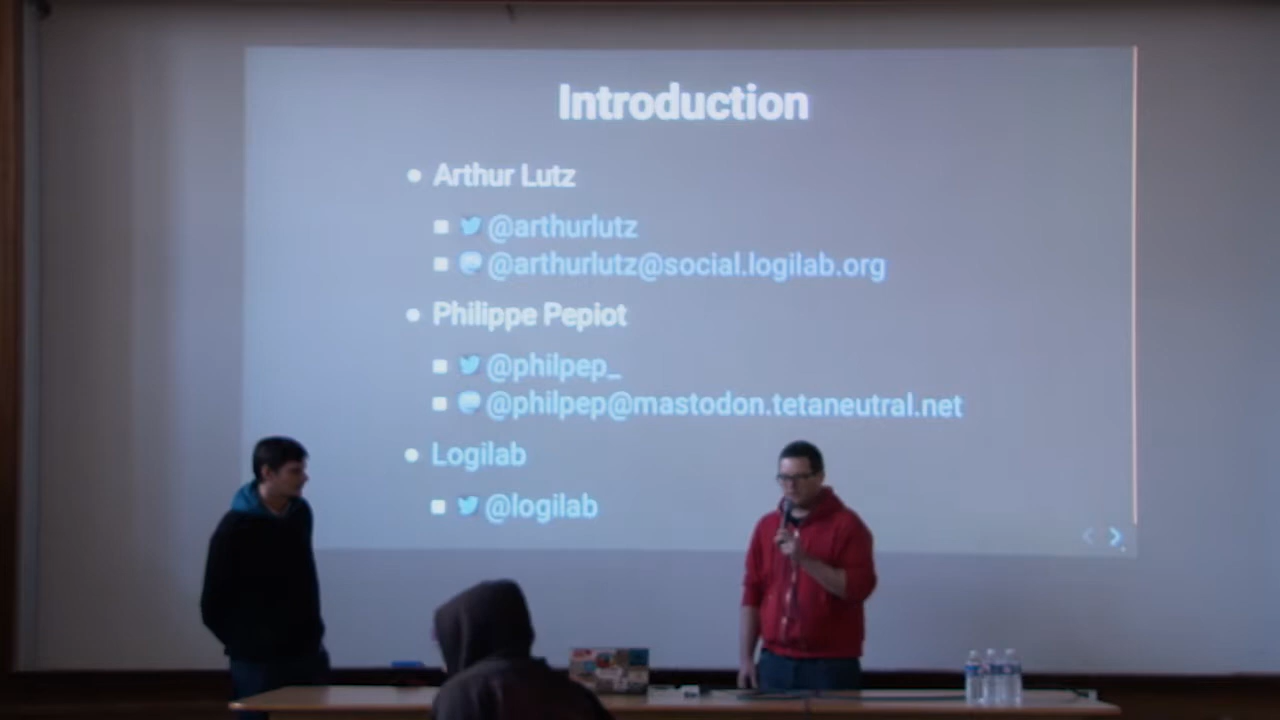 Introduction
Arthur Lutz
@arthurlutz
@arthurlutz@social.logilab.org
Philippe Pepiot
@philpep_
@philpep@mastodon.tetaneutral.net
Logilab
@logilab